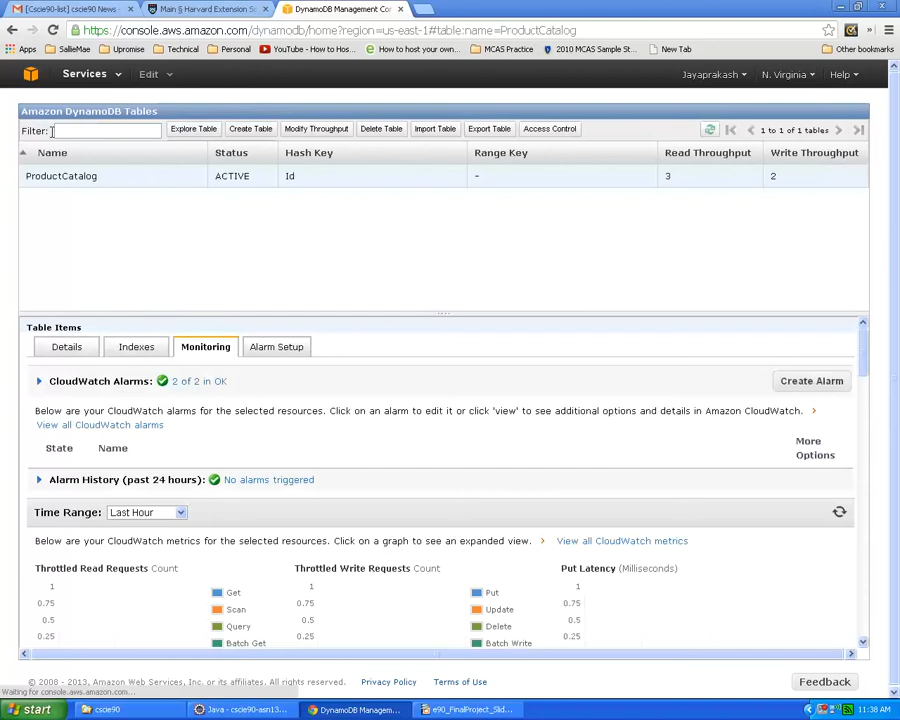 [Cscie90-list] cscie90 News - Main § Harvard Extension S DynamoDB Management Co
https://console.aws.amazon.com/dynamodb/home?region=us-east-1#table:name=ProductCatalog
Apps SallieMae Upromise Technical Personal YouTube - How to Hos... How to host your own... MCAS Practice 2010 MCAS Sample St... New Tab Other bookmarks
Services Edit Jayaprakash N. Virginia Help
Amazon DynamoDB Tables
Filter: Explore Table Create Table Modify Throughput Delete Table Import Table Export Table Access Control 1 to 1 of 1 tables
Name Status Hash Key Range Key Read Throughput Write Throughput
ProductCatalog ACTIVE Id - 3 2
Table Items
Details Indexes Monitoring Alarm Setup
CloudWatch Alarms: 2 of 2 in OK Create Alarm
Below are your CloudWatch alarms for the selected resources. Click on an alarm to edit it or click 'view' to see additional options and details in Amazon CloudWatch.
View all CloudWatch alarms
State Name More Options
Alarm History (past 24 hours): No alarms triggered
Time Range: Last Hour
Below are your CloudWatch metrics for the selected resources. Click on a graph to see an expanded view. View all CloudWatch metrics
Throttled Read Requests Count Throttled Write Requests Count Put Latency (Milliseconds)
1 Get 1 Put 1
0.75 Scan 0.75 Update 0.75
0.5 Query 0.5 Delete 0.5
0.25 Batch Get 0.25 Batch Write 0.25
© 2008 - 2013, Amazon Web Services, Inc. or its affiliates. All rights reserved. Privacy Policy Terms of Use Feedback
Waiting for console.aws.amazon.com...
start cscie90 Java - cscie90-asn13... DynamoDB Managem... e90_FinalProject_Slid... 11:38 AM